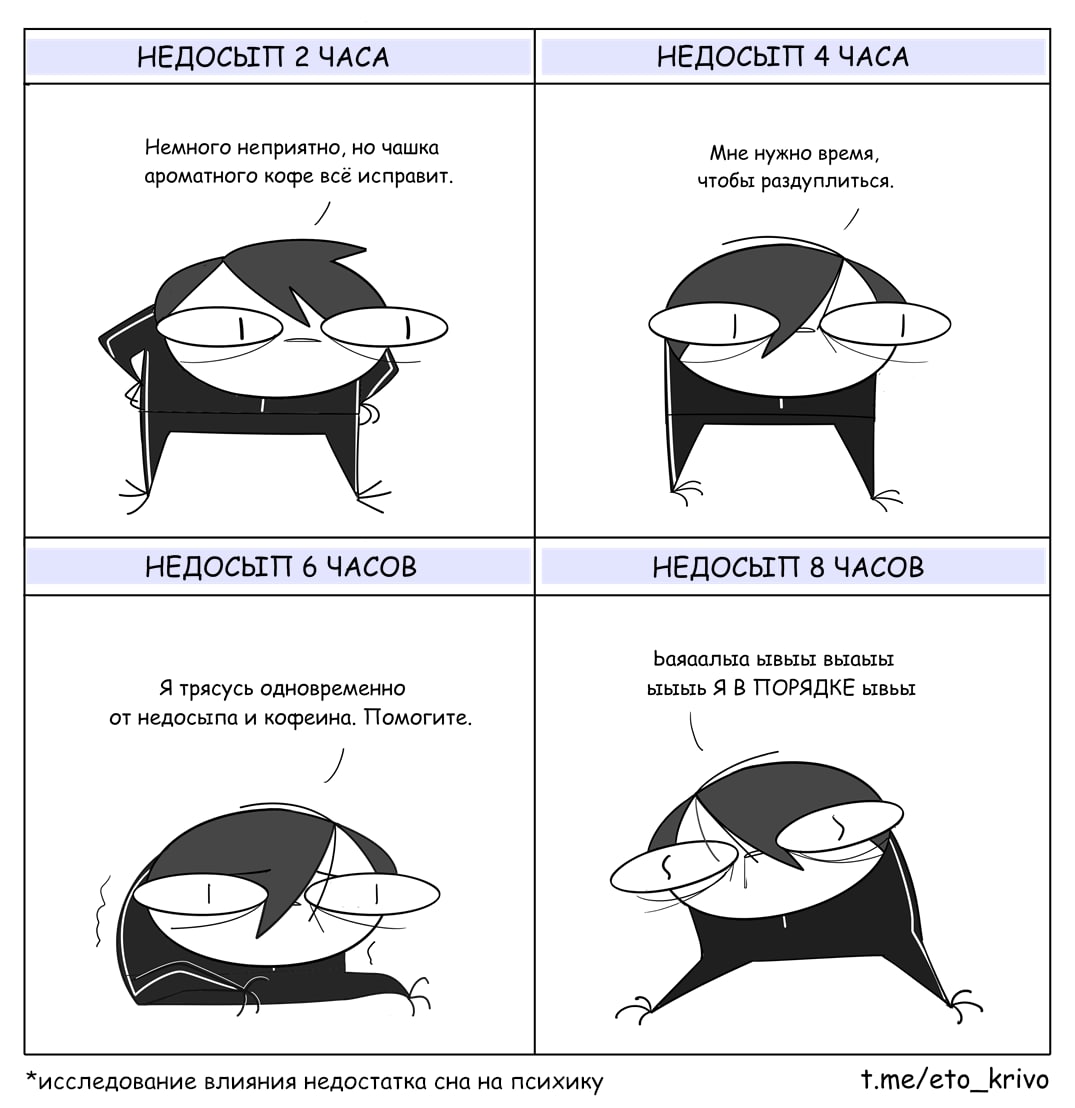 НЕДОСЫП 2 ЧАСА
НЕДОСЫП 4 ЧАСА
Немного неприятно, но чашка
ароматного кофе всё исправит.
Мне нужно время,
чтобы раздуплиться.
НЕДОСЫП 6 ЧАСОВ
НЕДОСЫП 8 ЧАСОВ
Я трясусь одновременно
от недосыпа и кофеина. Помогите.
Ьаяаалыа ывыы выаыы
ыыыь Я В ПОРЯДКЕ ывьы
*исследование влияния недостатка сна на психику
t.me/eto_krivo